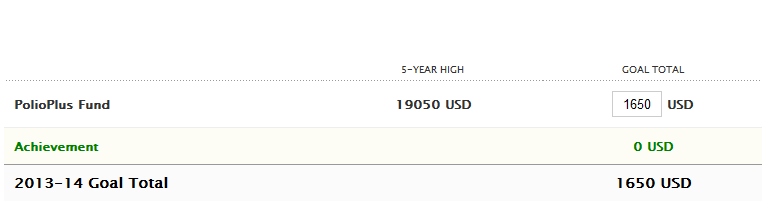 5-YEAR HIGH GOAL TOTAL
PolioPlus Fund 19050 USD 1650 USD
Achievement 0 USD
2013-14 Goal Total 1650 USD